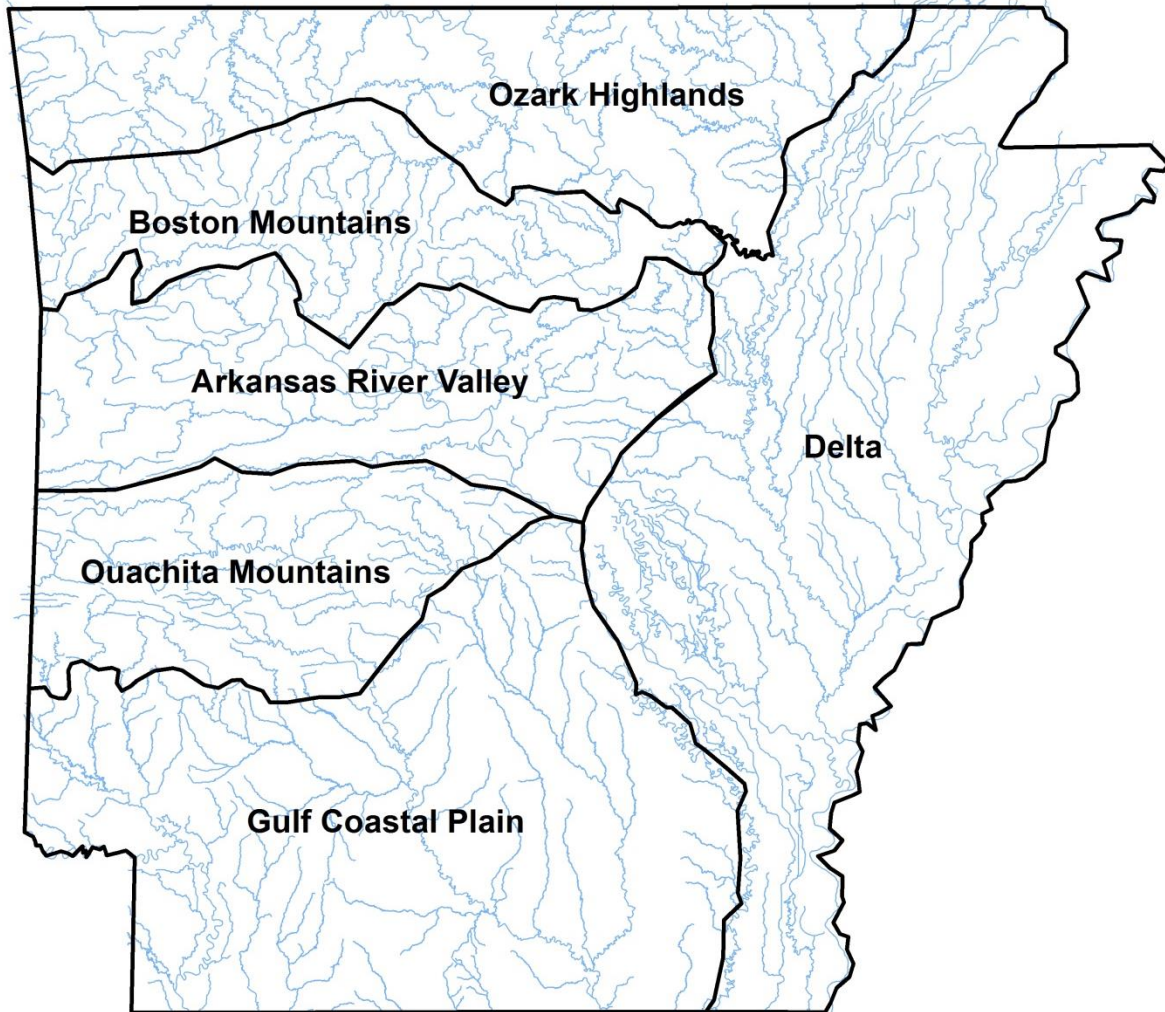 Ozark Highlands
Boston Mountains
Arkansas River Valley
Delta
Ouachita Mountains
Gulf Coastal Plain